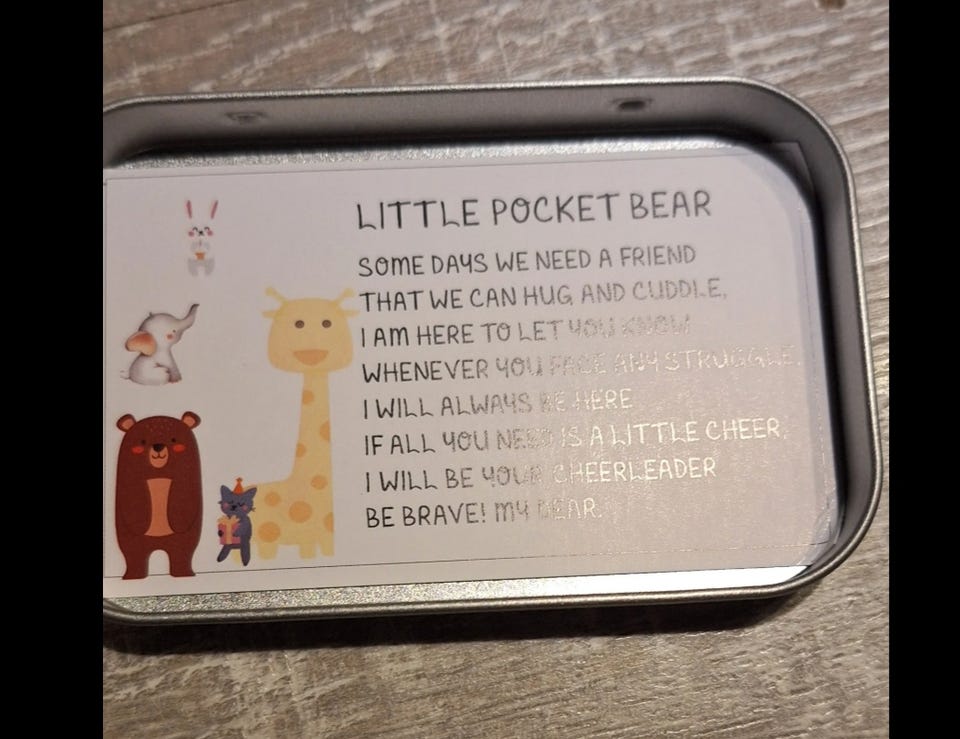 LITTLE POCKET BEAR
SOME DAYS WE NEED A FRIEND
THAT WE CAN HUG AND CUDDLE,
I AM HERE TO LET YOU KNOW
WHENEVER YOU FACE ANY STRUGGLE.
I WILL ALWAYS BE HERE
IF ALL YOU NEED IS A LITTLE CHEER.
I WILL BE YOUR CHEERLEADER
BE BRAVE! MY DEAR.